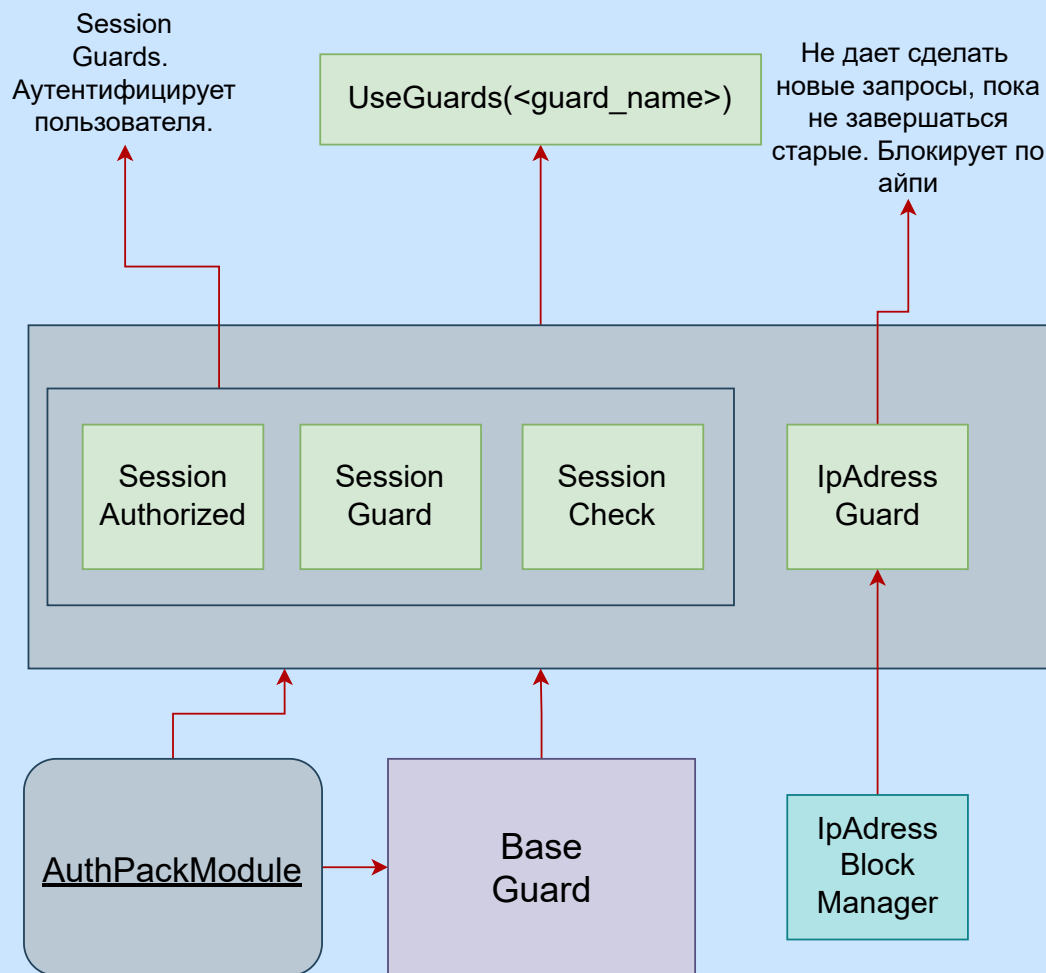 Session
Guards.
Аутентифицирует
пользователя.
UseGuards(<guard_name>)
Не дает сделать
новые запросы, пока
не завершаться
старые. Блокирует по
айпи
Session
Authorized
Session
Guard
Session
Check
IpAdress
Guard
AuthPackModule
Base
Guard
IpAdress
Block
Manager